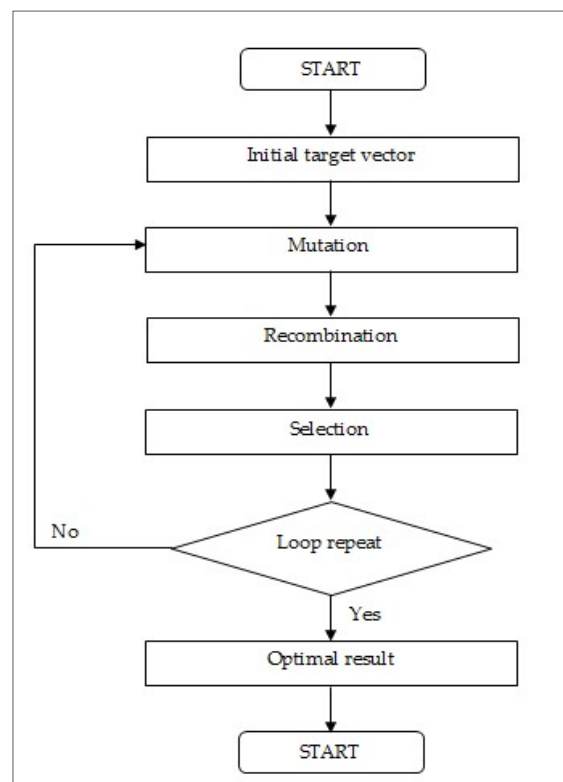 START
Initial target vector
Mutation
Recombination
Selection
Loop repeat
No
Yes
Optimal result
START